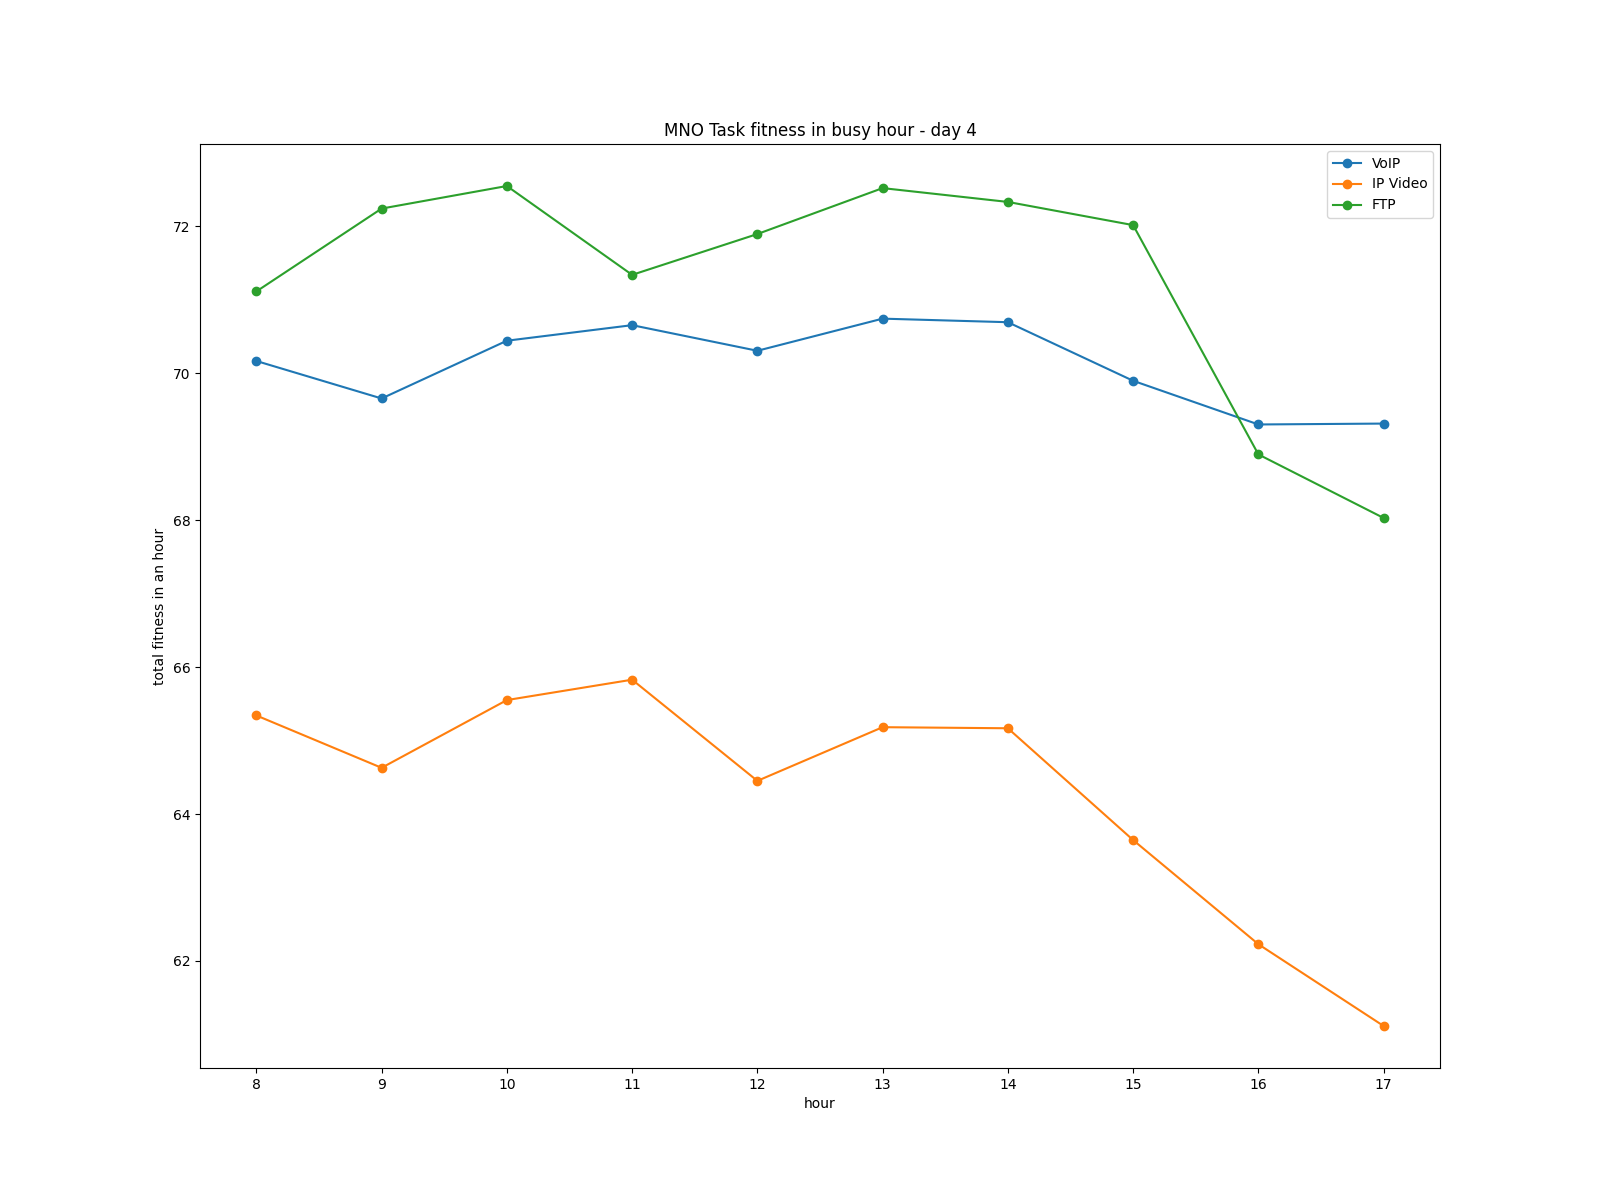 MNO Task fitness in busy hour - day 4
VoIP
IP Video
FTP
72
70
68
66
64
62
total fitness in an hour
8 9 10 11 12 13 14 15 16 17
hour